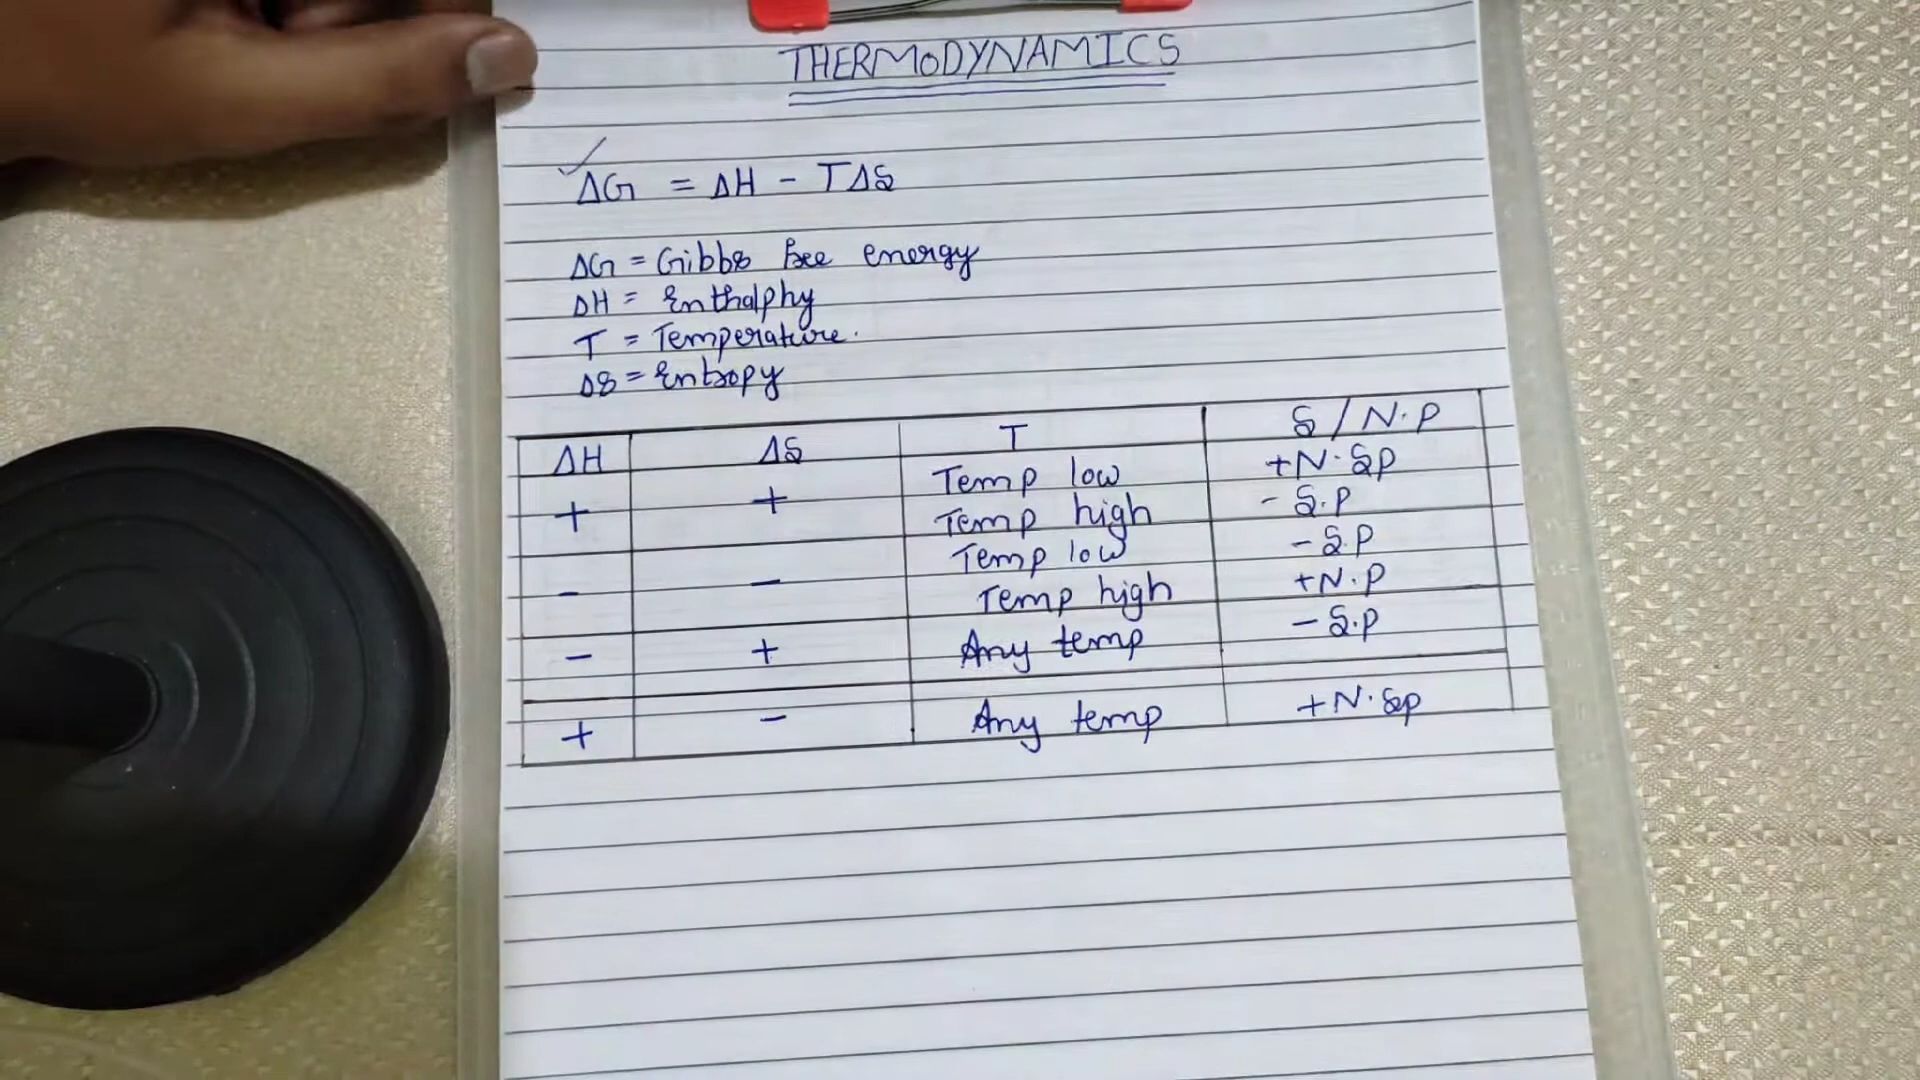 THERMODYNAMICS
ΔG = ΔH - TΔS
ΔG = Gibbs free energy
ΔH = Enthalphy
T = Temperature.
ΔS = Entropy
ΔH ΔS T S/N.P
+ + Temp low +N.SP
Temp high - S.P
- - Temp low - S.P
Temp high +N.P
- + Any temp - S.P
+ - Any temp +N.Sp